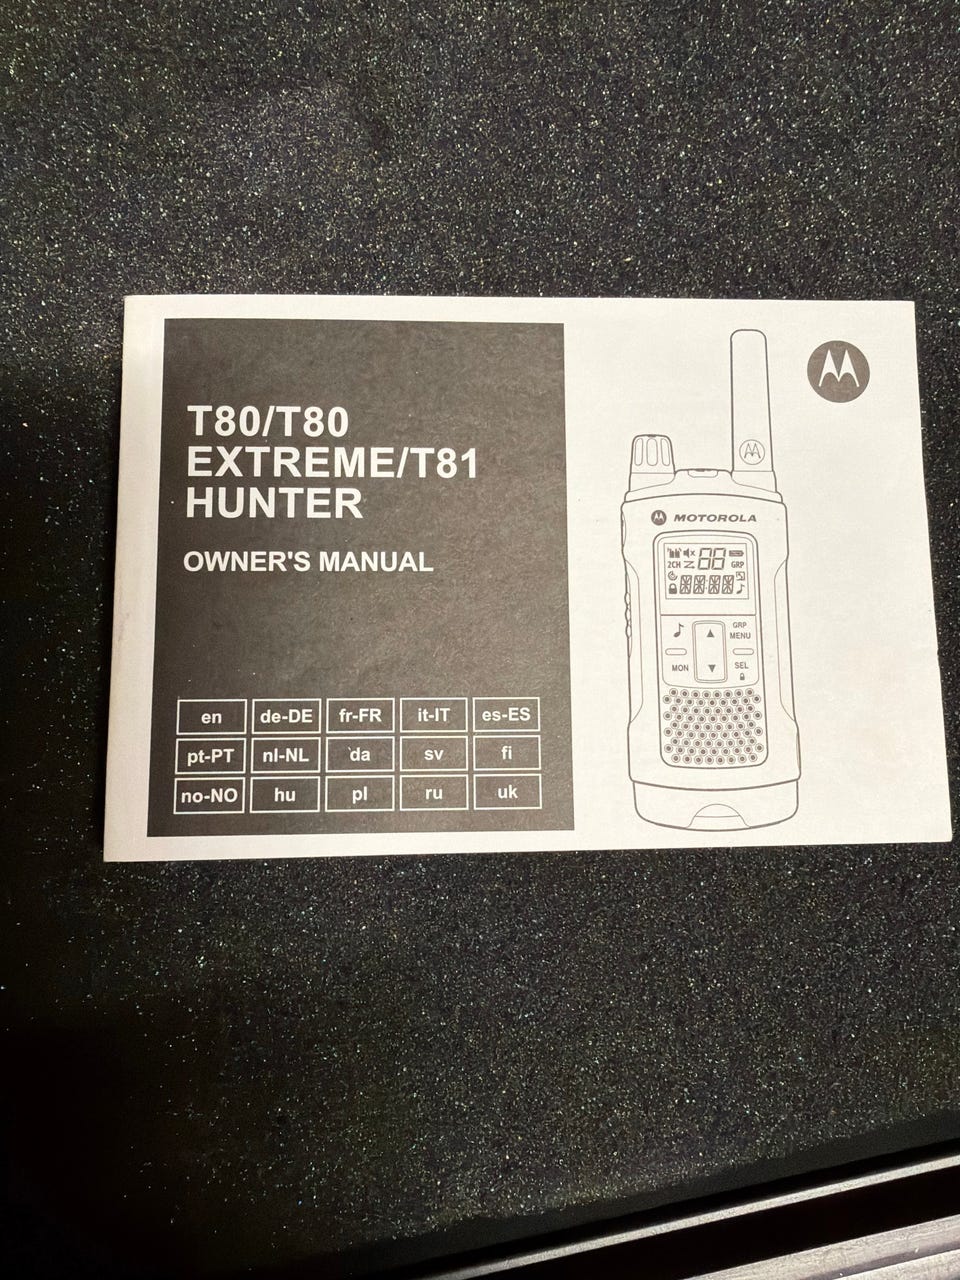 T80/T80
EXTREME/T81
HUNTER
OWNER'S MANUAL
en de-DE fr-FR it-IT es-ES
pt-PT nl-NL da sv fi
no-NO hu pl ru uk
MOTOROLA
88
2CH GRP
GRP
MENU
MON
SEL